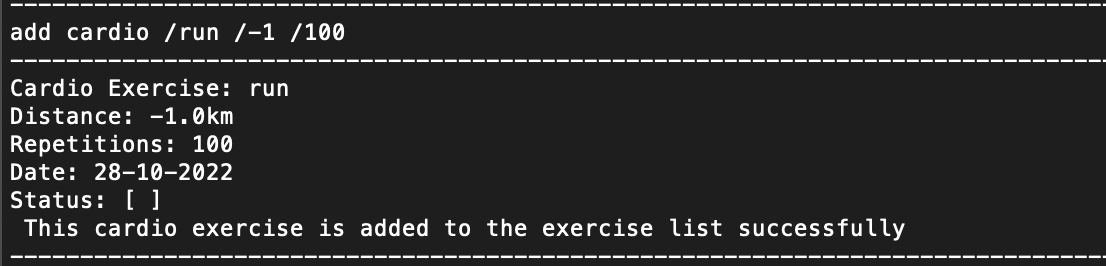 add cardio /run /-1 /100
Cardio Exercise: run
Distance: -1.0km
Repetitions: 100
Date: 28-10-2022
Status: [ ]
This cardio exercise is added to the exercise list successfully